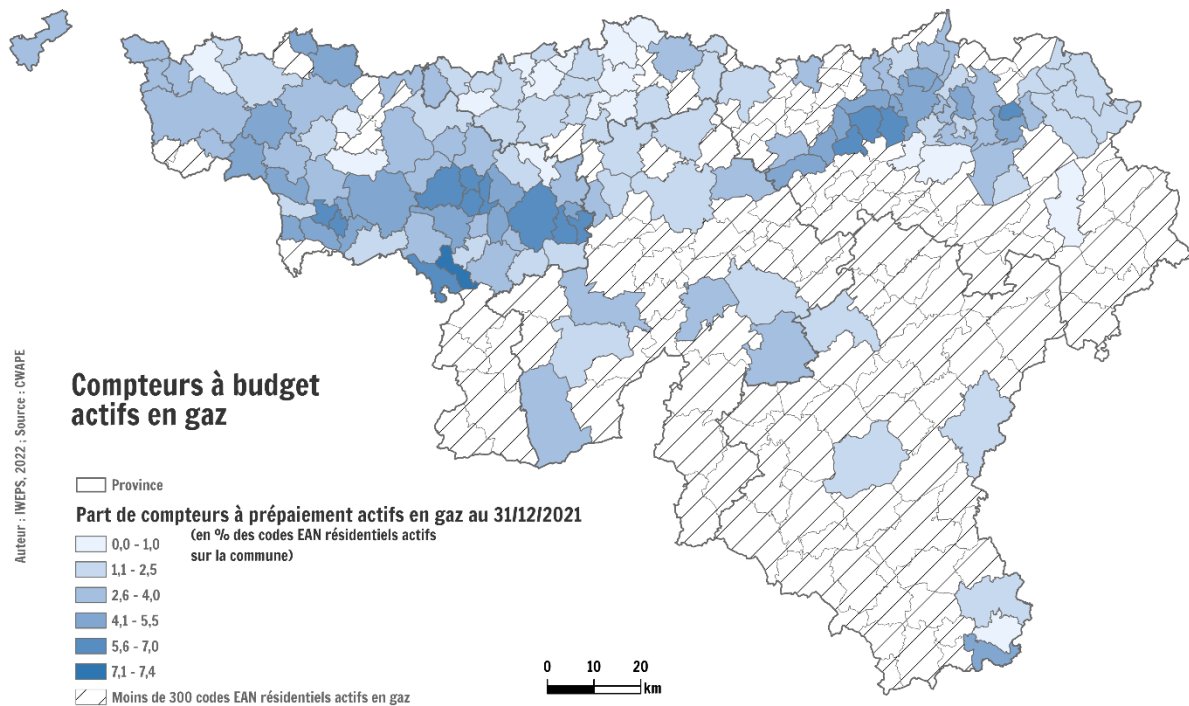 Compteurs à budget
actifs en gaz
Auteur : IWEPS, 2022 ; Source : CWAPE
Province
Part de compteurs à prépaiement actifs en gaz au 31/12/2021
(en % des codes EAN résidentiels actifs
sur la commune)
0,0 - 1,0
1,1 - 2,5
2,6 - 4,0
4,1 - 5,5
5,6 - 7,0
7,1 - 7,4
Moins de 300 codes EAN résidentiels actifs en gaz
0 10 20
km